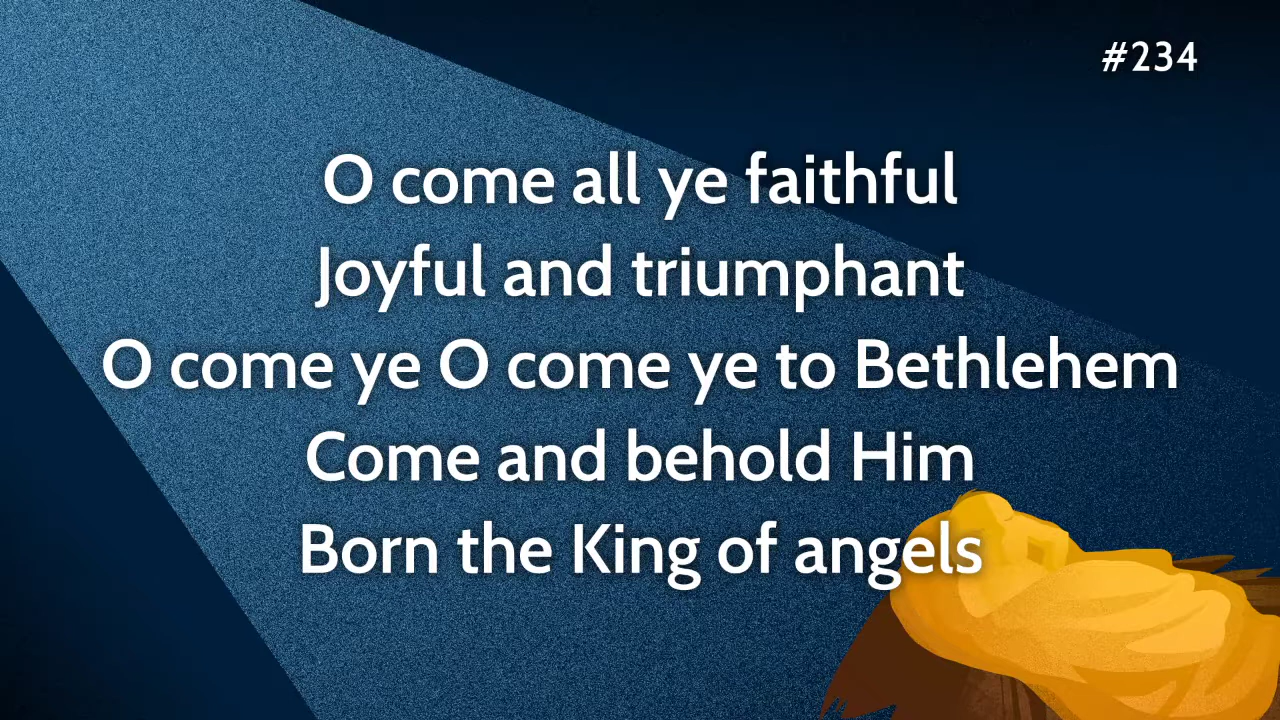 #234
O come all ye faithful
Joyful and triumphant
O come ye O come ye to Bethlehem
Come and behold Him
Born the King of angels